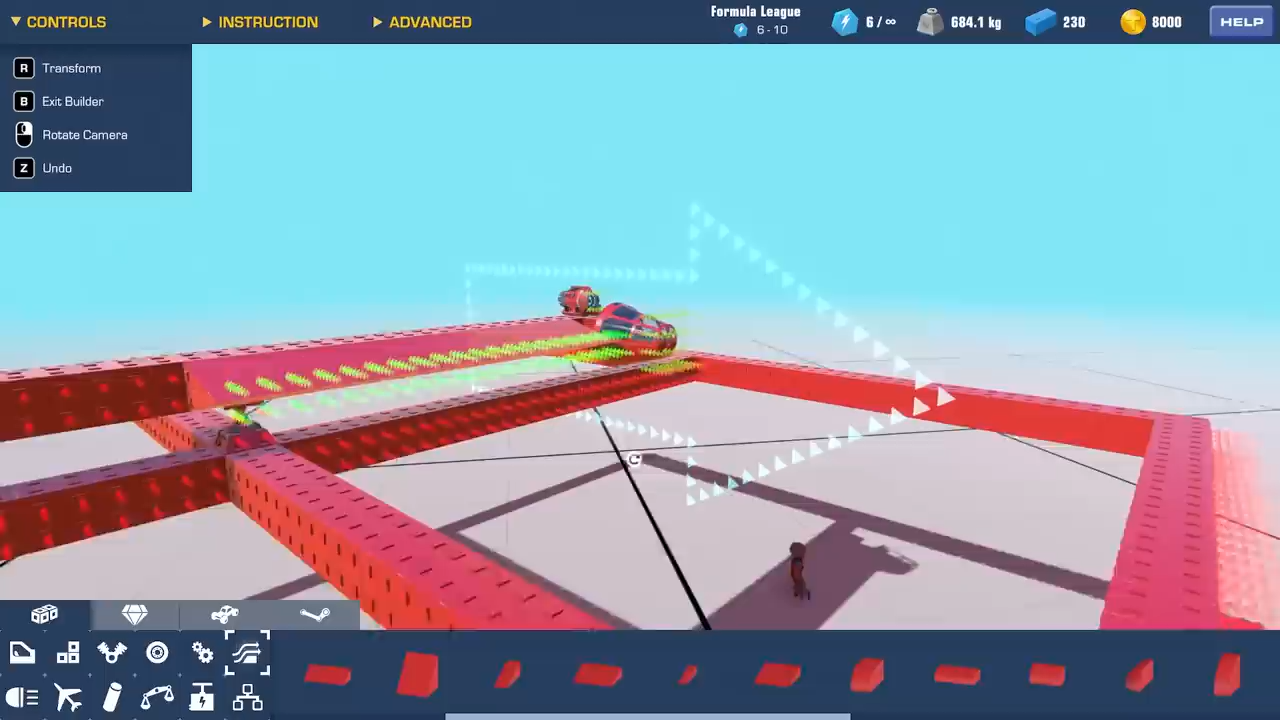 CONTROLS
INSTRUCTION
ADVANCED
Formula League
6 - 10
6 / ∞
684.1 kg
230
8000
HELP
R Transform
B Exit Builder
Rotate Camera
Z Undo